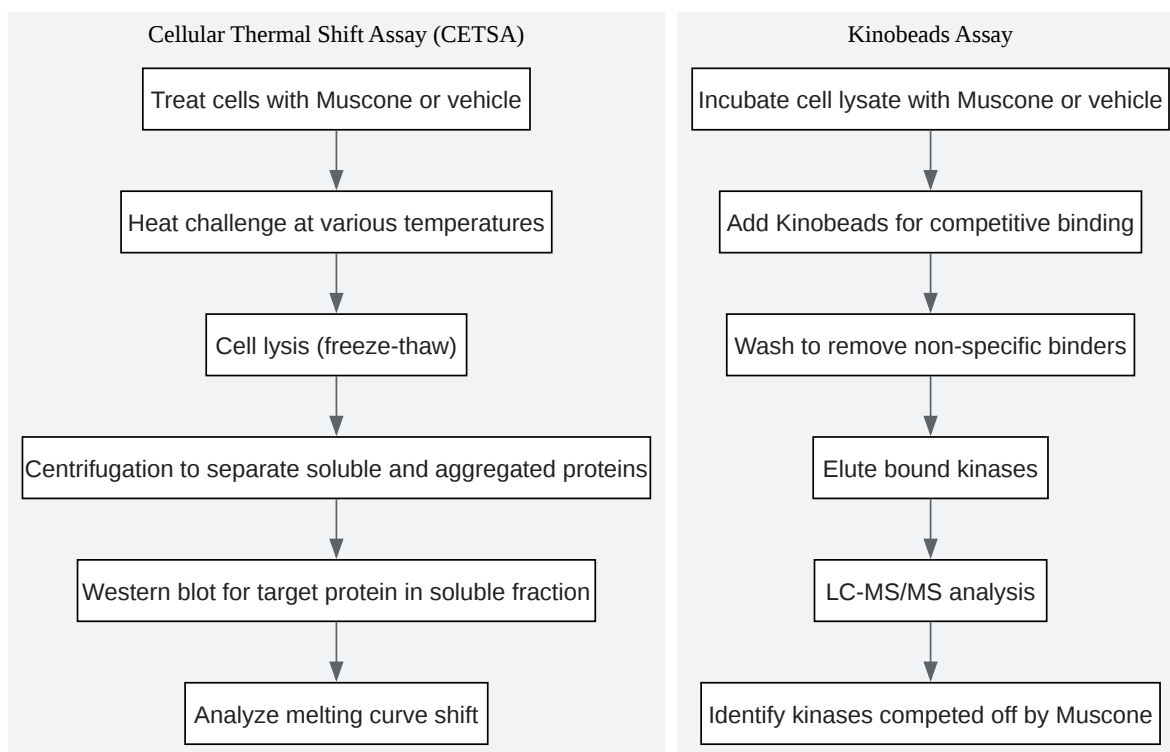 Cellular Thermal Shift Assay (CETSA)
Treat cells with Muscone or vehicle
Heat challenge at various temperatures
Cell lysis (freeze-thaw)
Centrifugation to separate soluble and aggregated proteins
Western blot for target protein in soluble fraction
Analyze melting curve shift
Kinobeads Assay
Incubate cell lysate with Muscone or vehicle
Add Kinobeads for competitive binding
Wash to remove non-specific binders
Elute bound kinases
LC-MS/MS analysis
Identify kinases competed off by Muscone